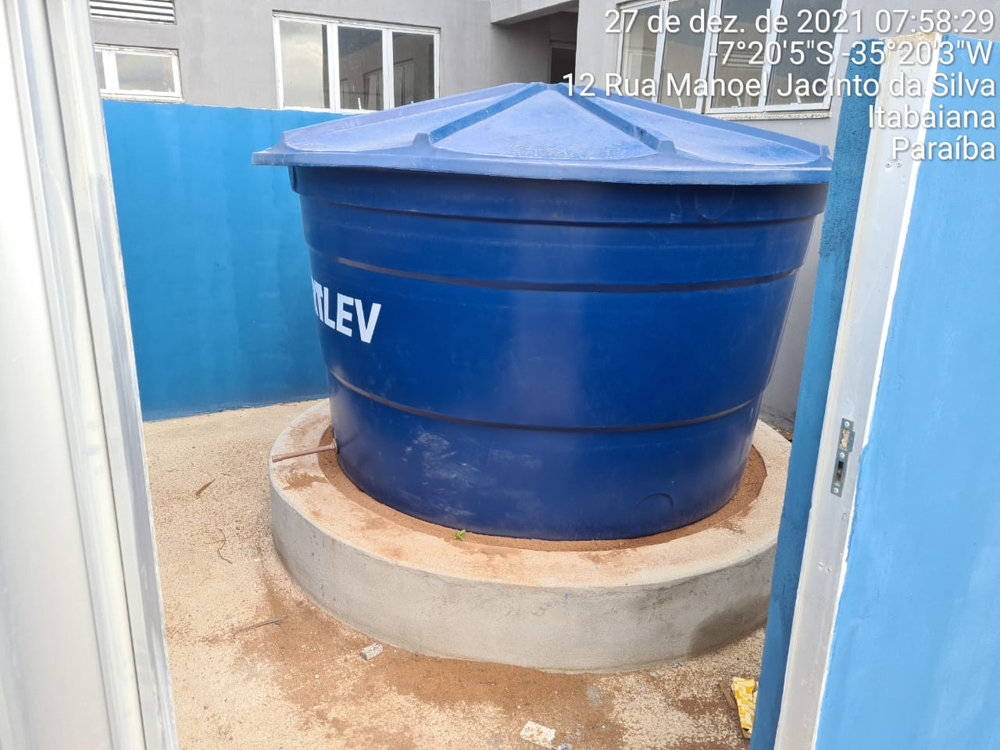 27 de dez. de 2021 07:58:29
-7°20'5"S -35°20'3"W
12 Rua Manoel Jacinto da Silva
Itabaiana
Paraíba
TLEV